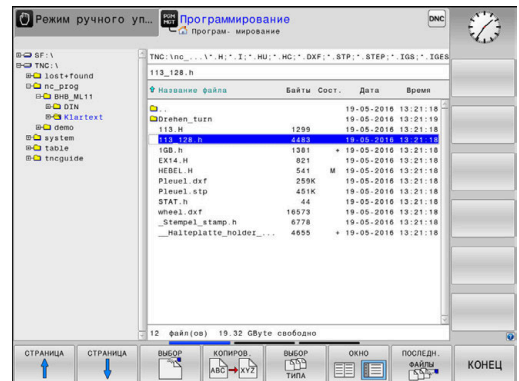 Режим ручного уп...
PGM MGT
Программирование
Програм- мирование
DNC
SF:\
TNC:\
lost+found
nc_prog
BHB_ML11
DIN
Klartext
demo
system
table
tncguide
TNC:\nc_...\*.H;*.I;*.HU;*.HC;*.DXF;*.STP;*.STEP;*.IGS;*.IGES
113_128.h
Название файла Байты Сост. Дата Время
.. 19-05-2016 13:21:18
Drehen_turn 19-05-2016 13:21:19
113.H 1299 19-05-2016 13:21:18
113_128.h 4483 19-05-2016 13:21:18
1GB.h 1381 + 19-05-2016 13:21:18
EX14.H 821 19-05-2016 13:21:18
HEBEL.H 541 M 19-05-2016 13:21:18
Pleuel.dxf 259K 19-05-2016 13:21:18
Pleuel.stp 451K 19-05-2016 13:21:18
STAT.h 44 19-05-2016 13:21:18
wheel.dxf 16573 19-05-2016 13:21:18
_Stempel_stamp.h 6778 19-05-2016 13:21:18
__Halteplatte_holder_... 4655 + 19-05-2016 13:21:18
12 файл(ов) 19.32 GByte свободно
СТРАНИЦА
СТРАНИЦА
ВЫБОР
КОПИРОВ.
ABC XYZ
ВЫБОР
ТИПА
ОКНО
ПОСЛЕДН.
ФАЙЛЫ
КОНЕЦ